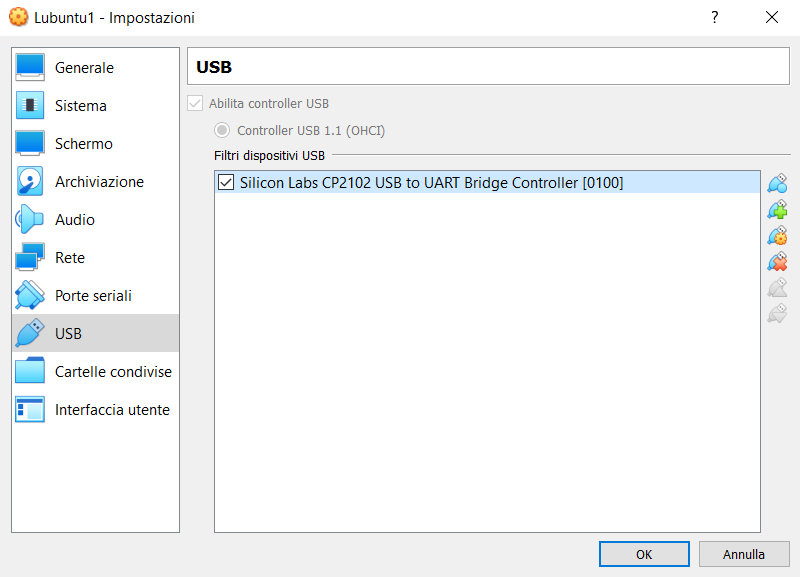 Lubuntu1 - Impostazioni
?
Generale
Sistema
Schermo
Archiviazione
Audio
Rete
Porte seriali
USB
Cartelle condivise
Interfaccia utente
USB
Abilita controller USB
Controller USB 1.1 (OHCI)
Filtri dispositivi USB
Silicon Labs CP2102 USB to UART Bridge Controller [0100]
OK
Annulla